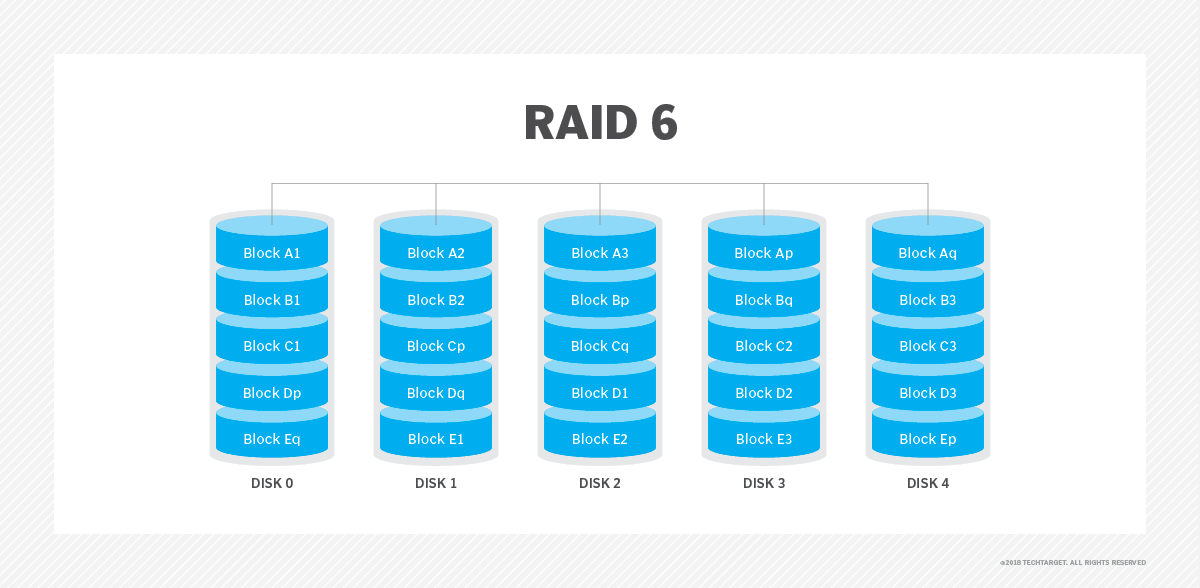 RAID 6
Block A1 Block A2 Block A3 Block Ap Block Aq
Block B1 Block B2 Block Bp Block Bq Block B3
Block C1 Block Cp Block Cq Block C2 Block C3
Block Dp Block Dq Block D1 Block D2 Block D3
Block Eq Block E1 Block E2 Block E3 Block Ep
DISK 0 DISK 1 DISK 2 DISK 3 DISK 4
©2018 TECHTARGET. ALL RIGHTS RESERVED